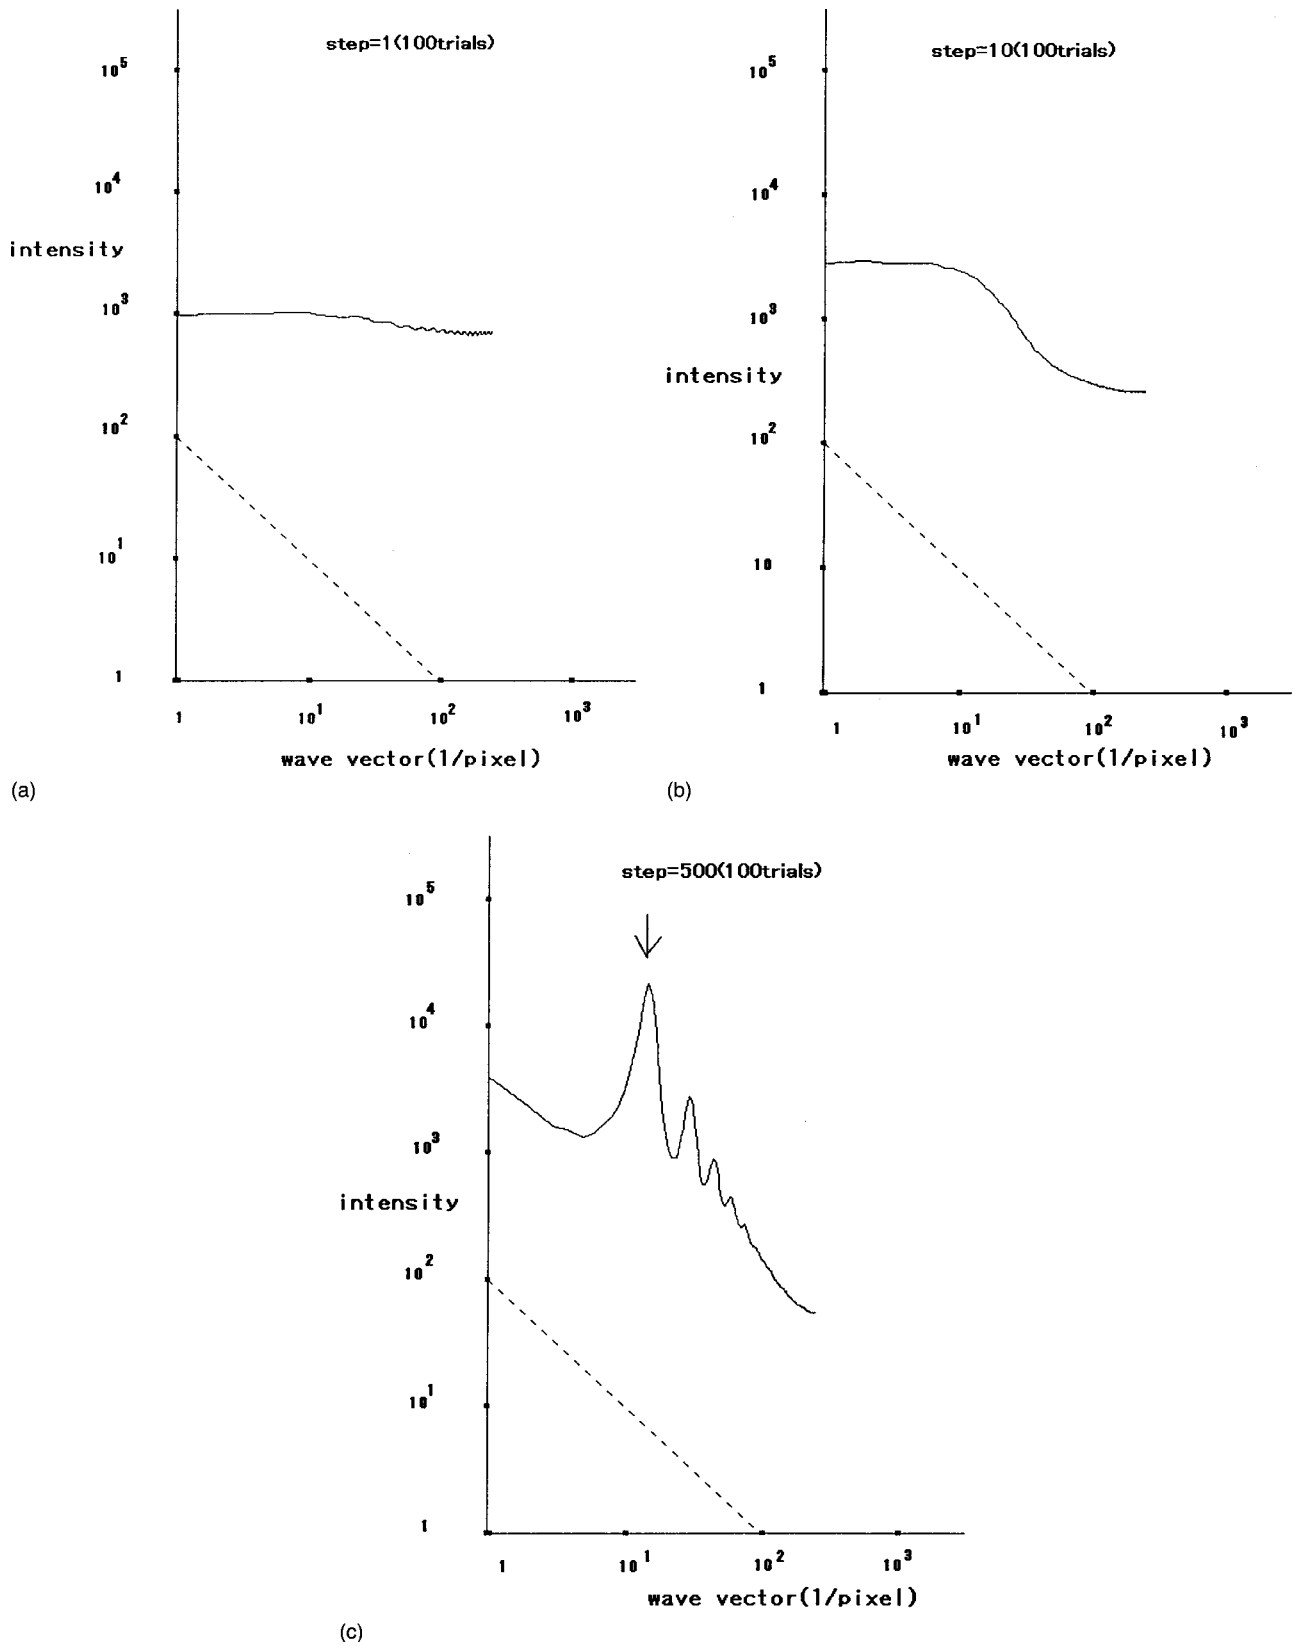 step=1(100trials)
10^5
10^4
intensity
10^3
10^2
10^1
1
1 10^1 10^2 10^3
wave vector(1/pixel)
(a)
step=10(100trials)
10^5
10^4
10^3
intensity
10^2
10
1
1 10^1 10^2 10^3
wave vector(1/pixel)
(b)
step=500(100trials)
10^5
10^4
10^3
intensity
10^2
10^1
1
1 10^1 10^2 10^3
wave vector(1/pixel)
(c)